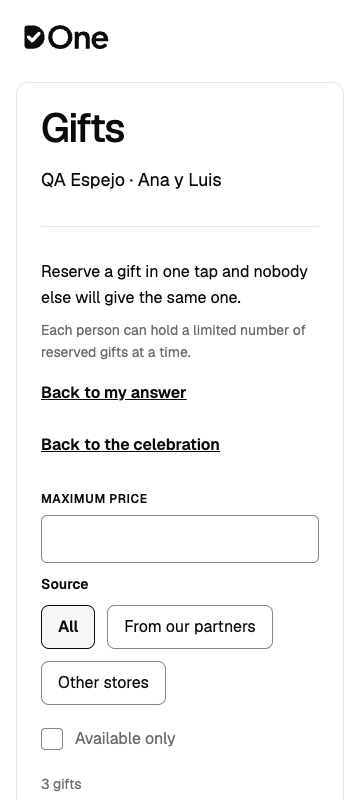 One
Gifts
QA Espejo · Ana y Luis
Reserve a gift in one tap and nobody
else will give the same one.
Each person can hold a limited number of
reserved gifts at a time.
Back to my answer
Back to the celebration
MAXIMUM PRICE
Source
All
From our partners
Other stores
Available only
3 gifts